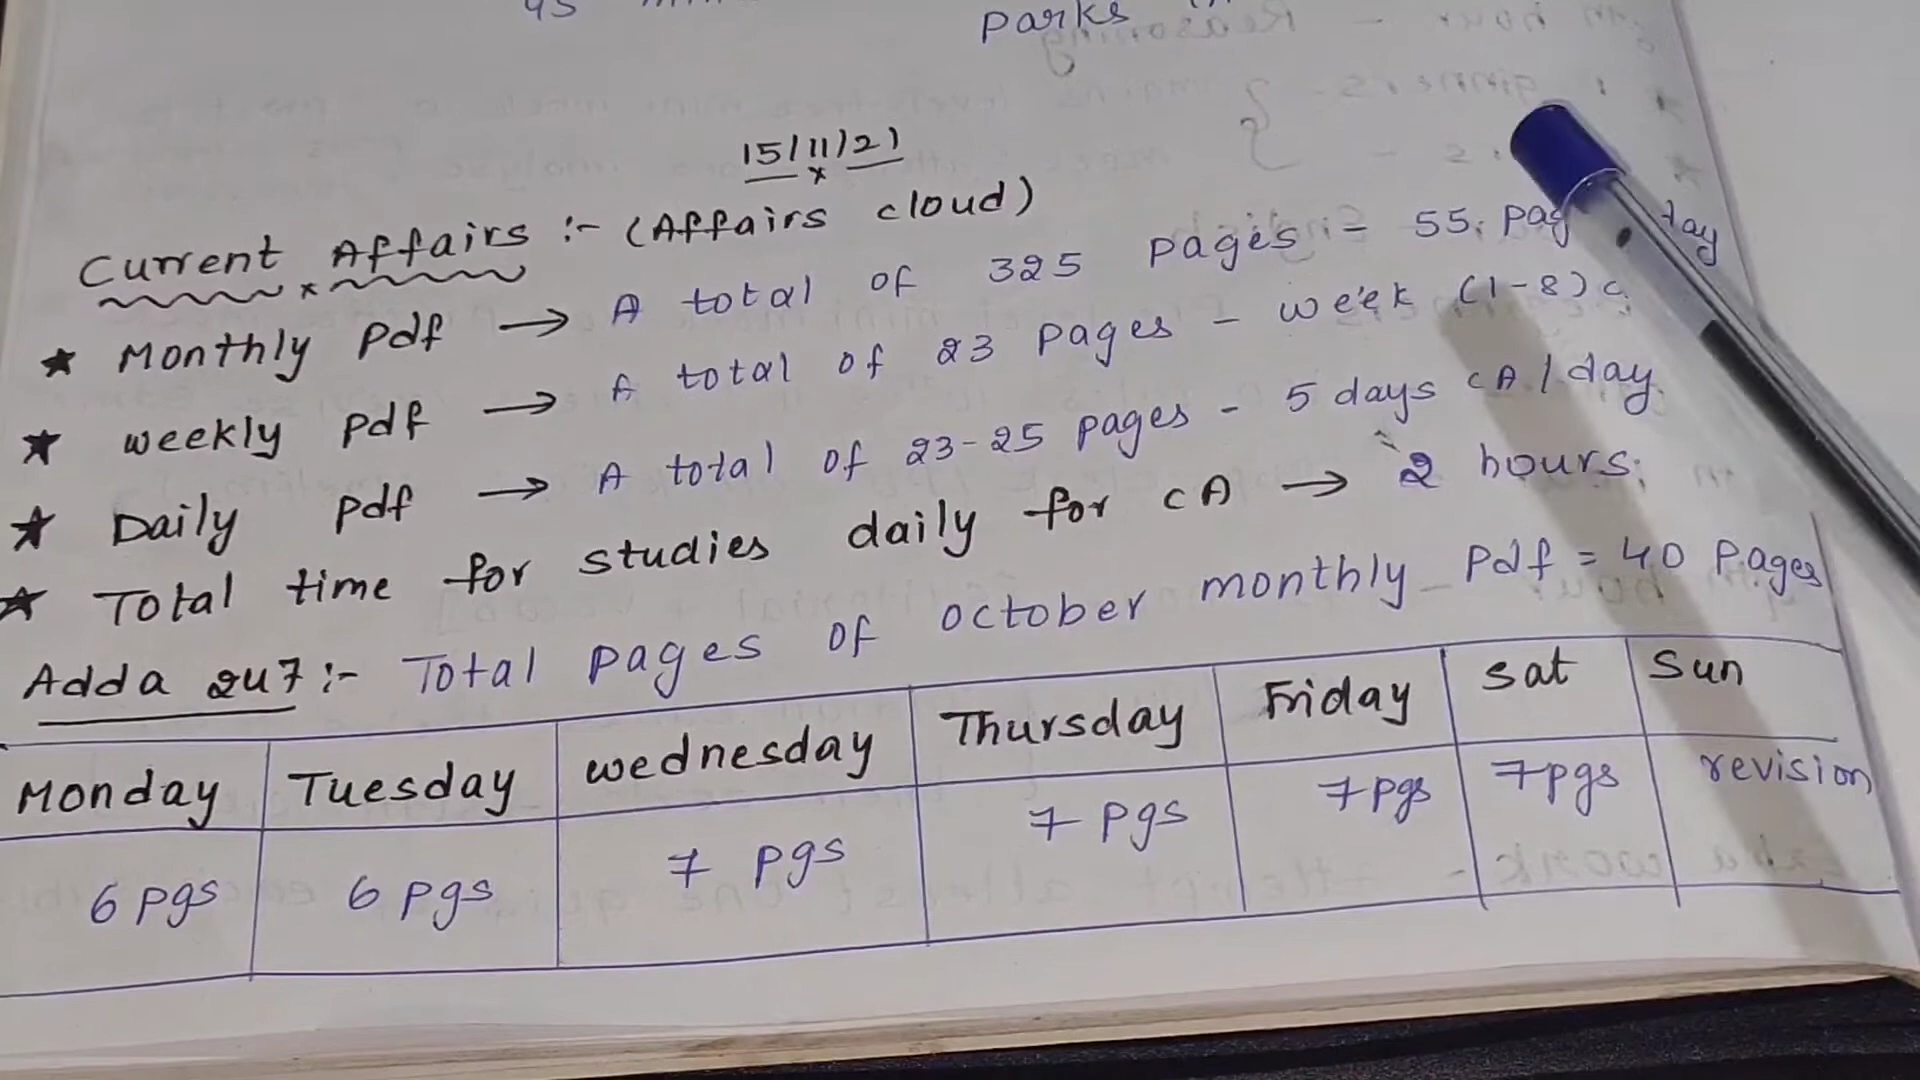 45
parks
15/11/21
Current Affairs :- (Affairs cloud)
★ Monthly Pdf → A total of 325 pages - 55 pag day
★ weekly pdf → A total of 23 pages - week (1-8) c
★ Daily pdf → A total of 23-25 pages - 5 days CA / day
★ Total time for studies daily for CA → 2 hours.
Adda 247 :- Total pages of october monthly Pdf = 40 Pages
Monday Tuesday wednesday Thursday Friday sat Sun
6 pgs 6 pgs 7 pgs 7 pgs 7 pgs 7 pgs revision